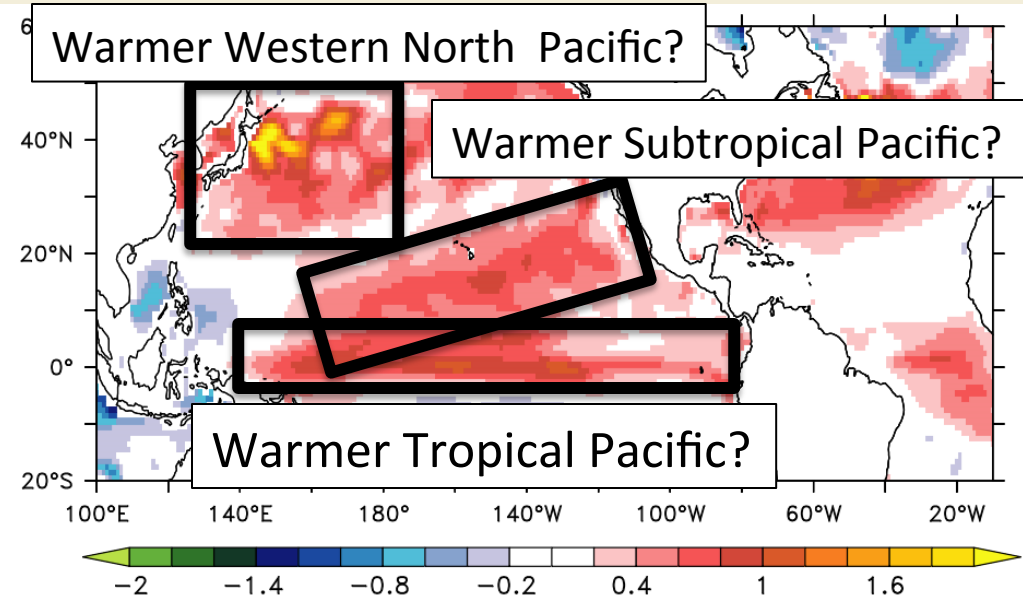 6
Warmer Western North Pacific?
40°N
Warmer Subtropical Pacific?
20°N
0°
Warmer Tropical Pacific?
20°S
100°E 140°E 180° 140°W 100°W 60°W 20°W
−2 −1.4 −0.8 −0.2 0.4 1 1.6